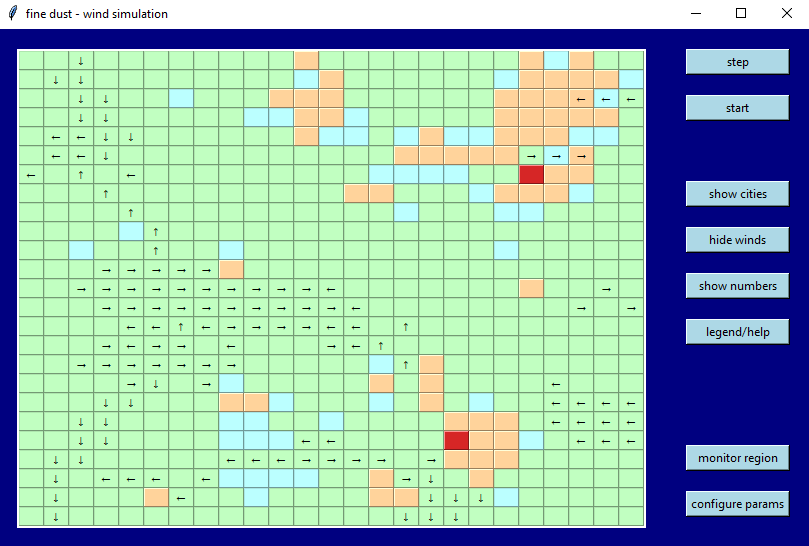 fine dust - wind simulation
step
start
show cities
hide winds
show numbers
legend/help
monitor region
configure params